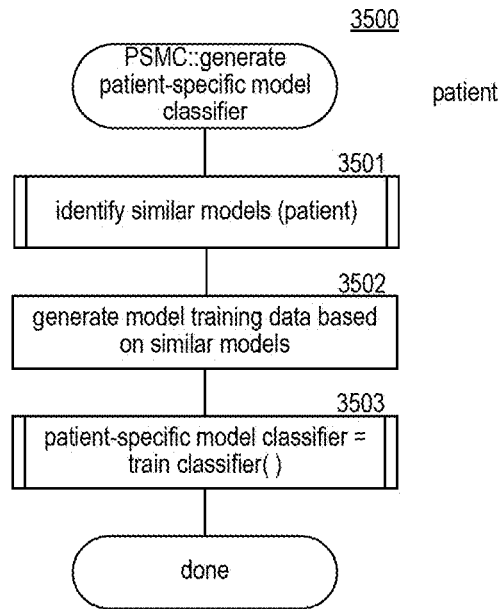 3500
PSMC::generate
patient-specific model
classifier
patient
3501
identify similar models (patient)
3502
generate model training data based
on similar models
3503
patient-specific model classifier =
train classifier( )
done